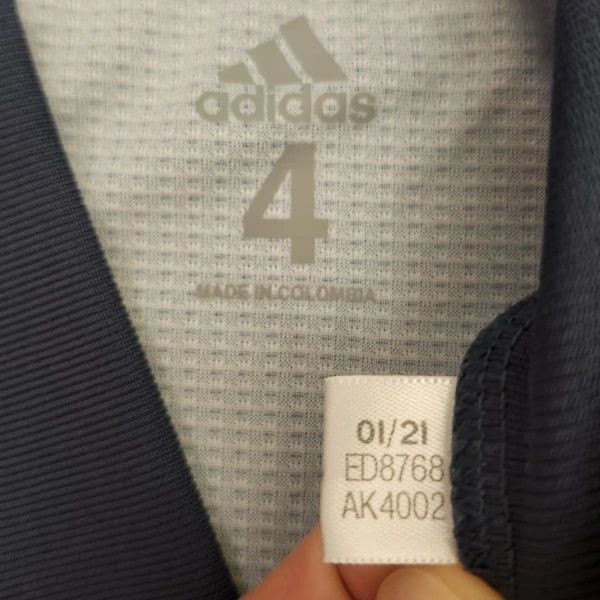 adidas
4
MADE IN COLOMBIA
01/21
ED8768
AK4002